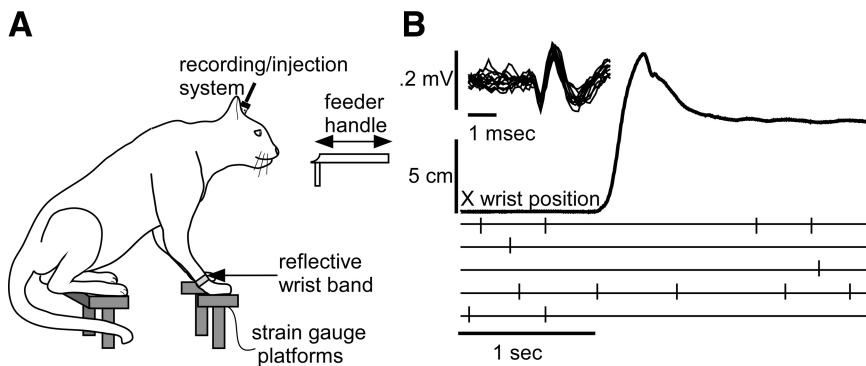 A
recording/injection
system
feeder
handle
reflective
wrist band
strain gauge
platforms
B
.2 mV
1 msec
5 cm
X wrist position
1 sec